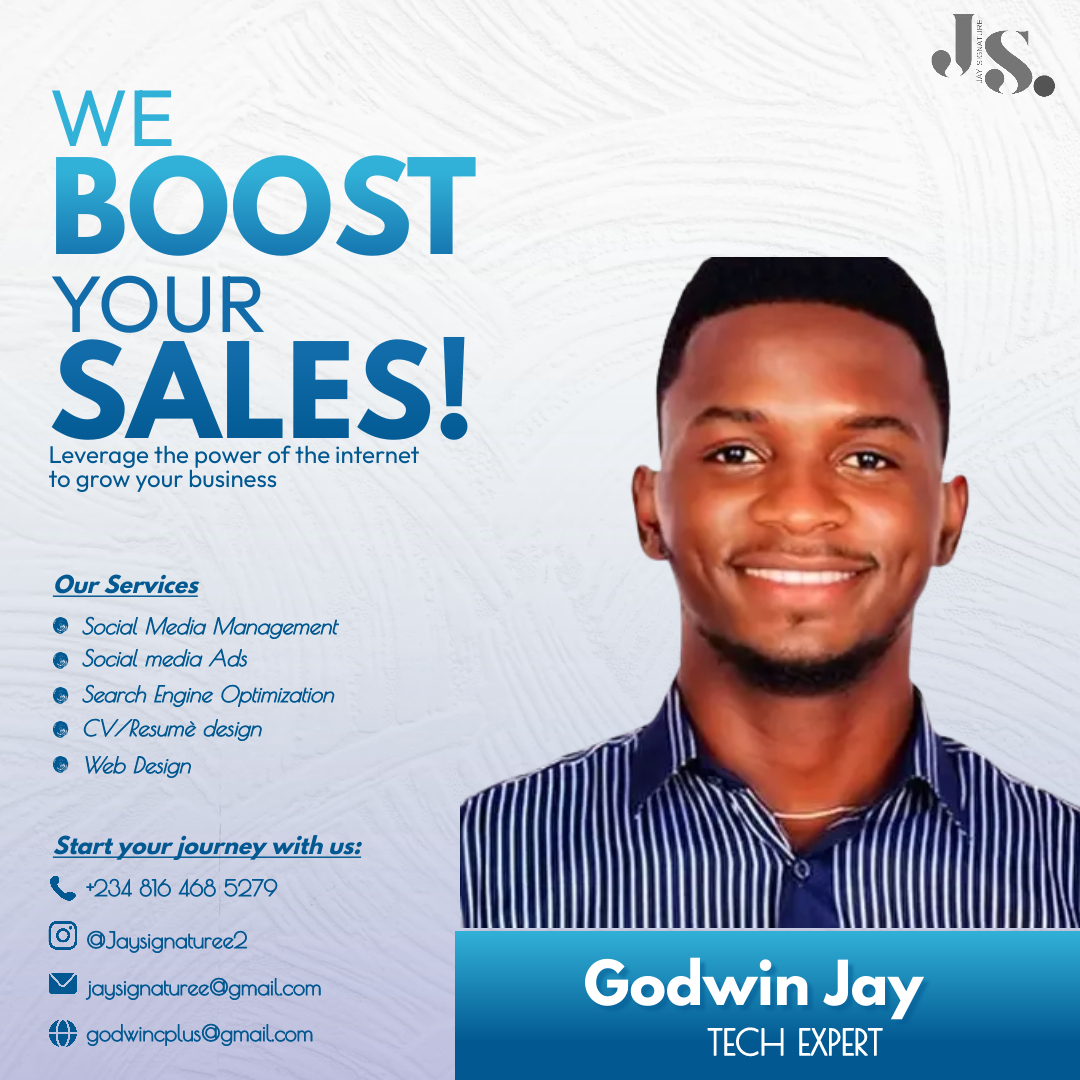 JS.
JAY SIGNATURE
WE
BOOST
YOUR
SALES!
Leverage the power of the internet
to grow your business
Our Services
Social Media Management
Social media Ads
Search Engine Optimization
CV/Resumè design
Web Design
Start your journey with us:
+234 816 468 5279
@Jaysignaturee2
jaysignaturee@gmail.com
godwincplus@gmail.com
Godwin Jay
TECH EXPERT